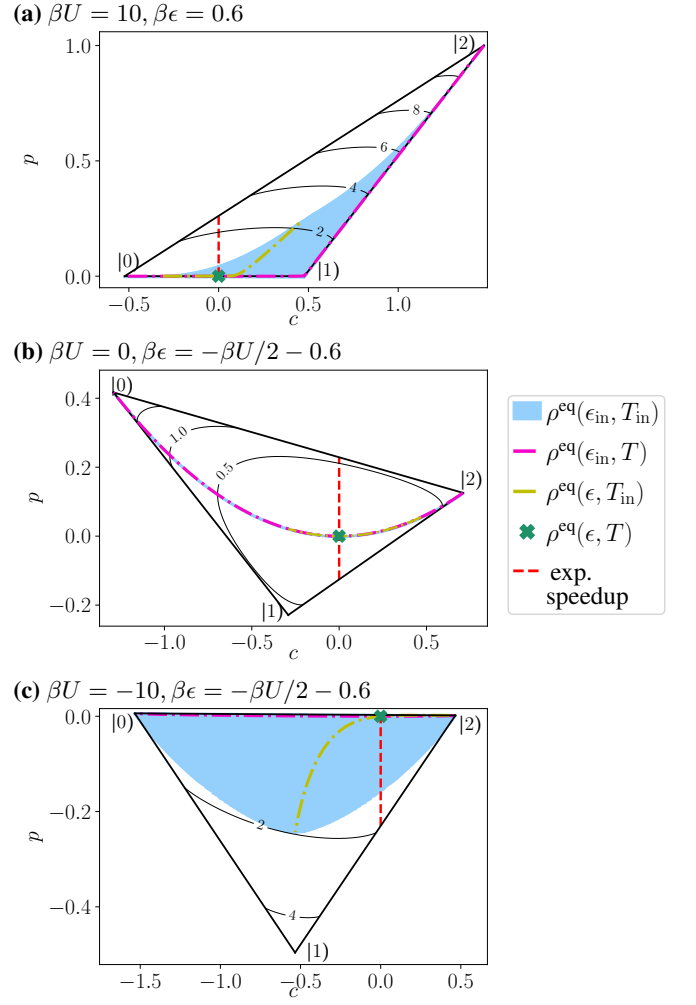 (a) βU = 10, βϵ = 0.6
1.0
0.5
0.0
p
|2)
8
6
4
2
|0)
|1)
−0.5 0.0 0.5 1.0
c
(b) βU = 0, βϵ = −βU/2 − 0.6
0.4
0.2
0.0
−0.2
p
|0)
1.0
0.5
|2)
|1)
−1.0 −0.5 0.0 0.5
c
ρ^eq(ϵ_in, T_in)
ρ^eq(ϵ_in, T)
ρ^eq(ϵ, T_in)
ρ^eq(ϵ, T)
exp.
speedup
(c) βU = −10, βϵ = −βU/2 − 0.6
0.0
−0.2
−0.4
p
|0)
|2)
2
4
|1)
−1.5 −1.0 −0.5 0.0 0.5
c